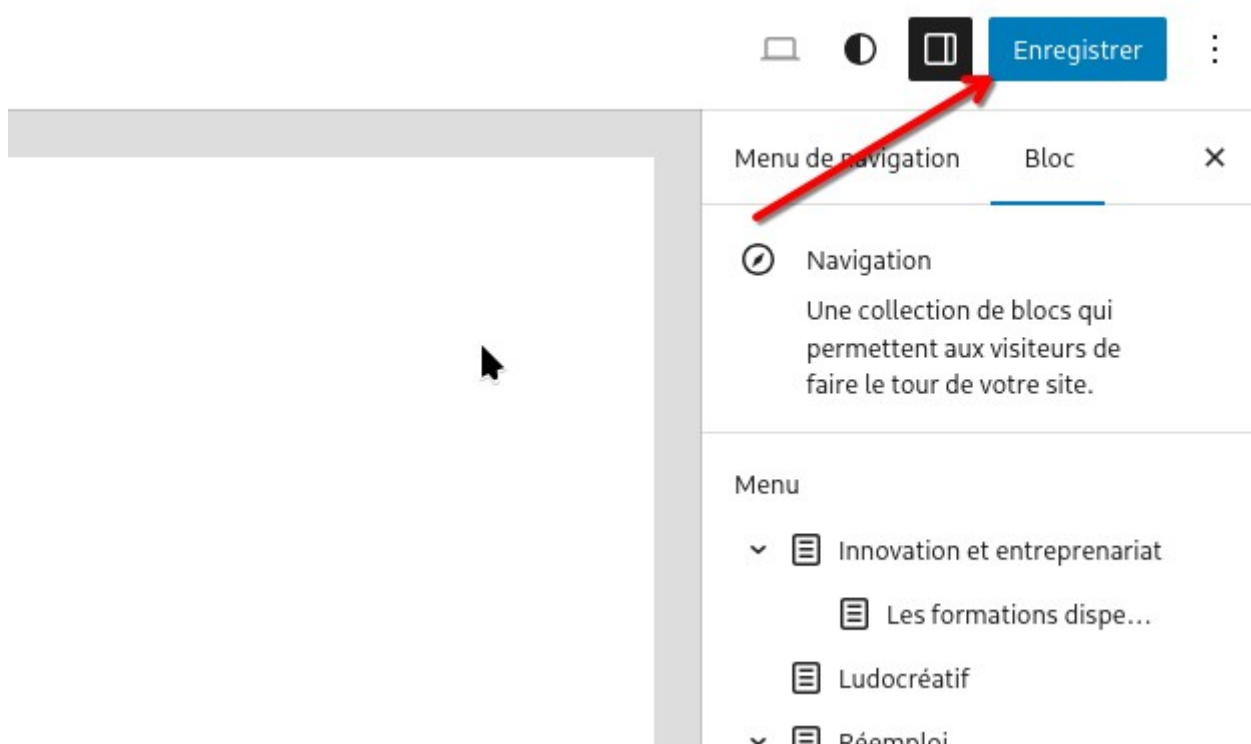 Enregistrer
Menu de navigation
Bloc
Navigation
Une collection de blocs qui
permettent aux visiteurs de
faire le tour de votre site.
Menu
Innovation et entreprenariat
Les formations dispe...
Ludocréatif
Réemploi